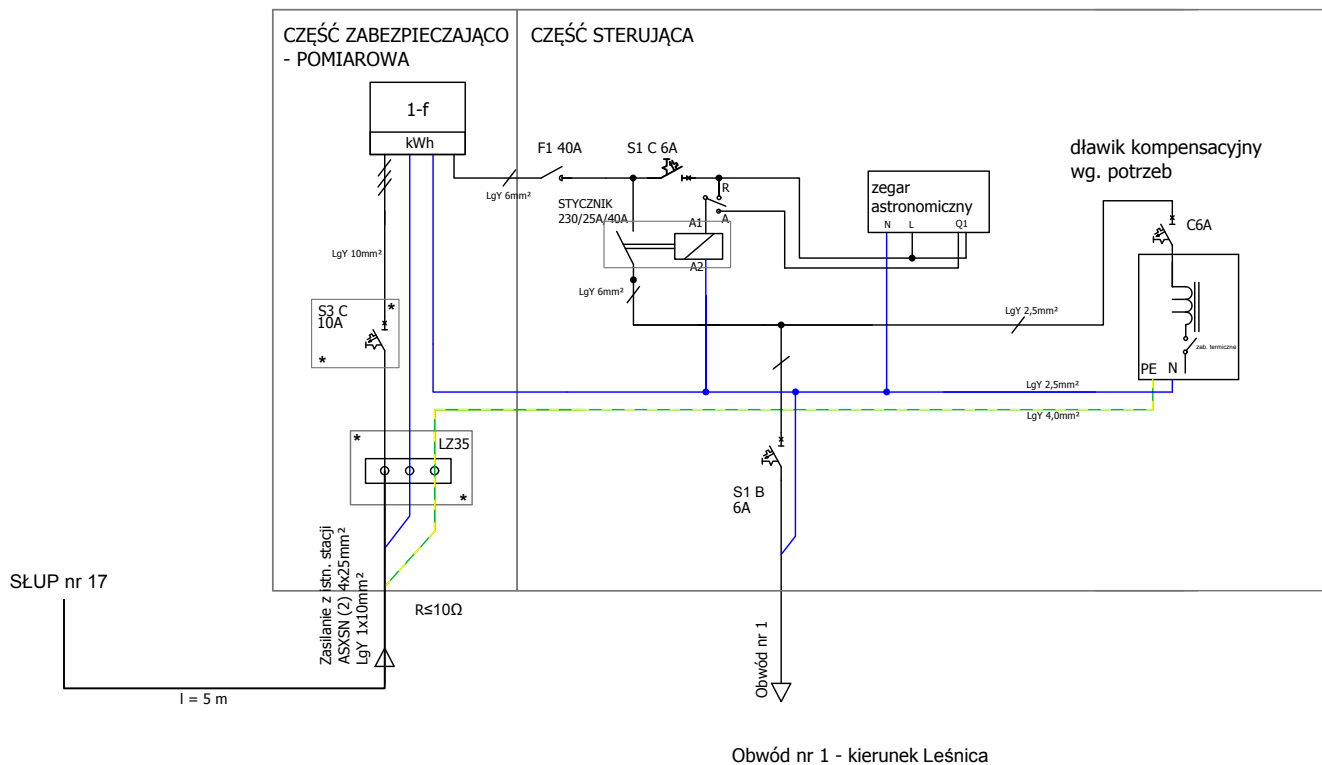 CZĘŚĆ ZABEZPIECZAJĄCO
- POMIAROWA
CZĘŚĆ STERUJĄCA
1-f
kWh
F1 40A
S1 C 6A
LgY 6mm²
R
A
STYCZNIK
230/25A/40A
A1
A2
LgY 6mm²
zegar
astronomiczny
N
L
Q1
dławik kompensacyjny
wg. potrzeb
C6A
zab. termiczne
PE
N
LgY 10mm²
S3 C
10A
*
*
LgY 2,5mm²
LgY 2,5mm²
LgY 4,0mm²
*
LZ35
*
S1 B
6A
Zasilanie z istn. stacji
ASXSN (2) 4x25mm²
LgY 1x10mm²
R≤10Ω
SŁUP nr 17
l = 5 m
Obwód nr 1
Obwód nr 1 - kierunek Leśnica